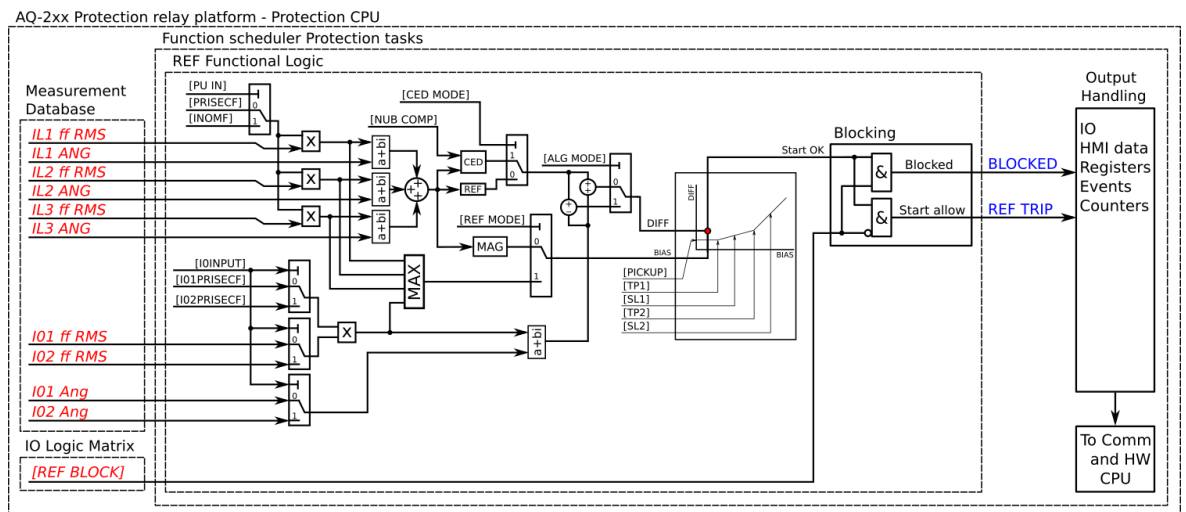 AQ-2xx Protection relay platform - Protection CPU
Function scheduler Protection tasks
REF Functional Logic
Measurement
Database
IL1 ff RMS
IL1 ANG
IL2 ff RMS
IL2 ANG
IL3 ff RMS
IL3 ANG
I01 ff RMS
I02 ff RMS
I01 Ang
I02 Ang
IO Logic Matrix
[REF BLOCK]
[PU IN]
[PRISECF]
[INOMF]
0
1
X
X
X
a+bi
a+bi
a+bi
+
+
+
[CED MODE]
[NUB COMP]
CED
REF
1
0
[REF MODE]
MAG
0
1
MAX
[I0INPUT]
[I01PRISECF]
[I02PRISECF]
0
1
0
1
0
1
X
a+bi
[ALG MODE]
+
-
+
-
0
1
DIFF
BIAS
DIFF
BIAS
[PICKUP]
[TP1]
[SL1]
[TP2]
[SL2]
Start OK
Blocking
&
Blocked
&
Start allow
BLOCKED
REF TRIP
Output
Handling
IO
HMI data
Registers
Events
Counters
To Comm
and HW
CPU